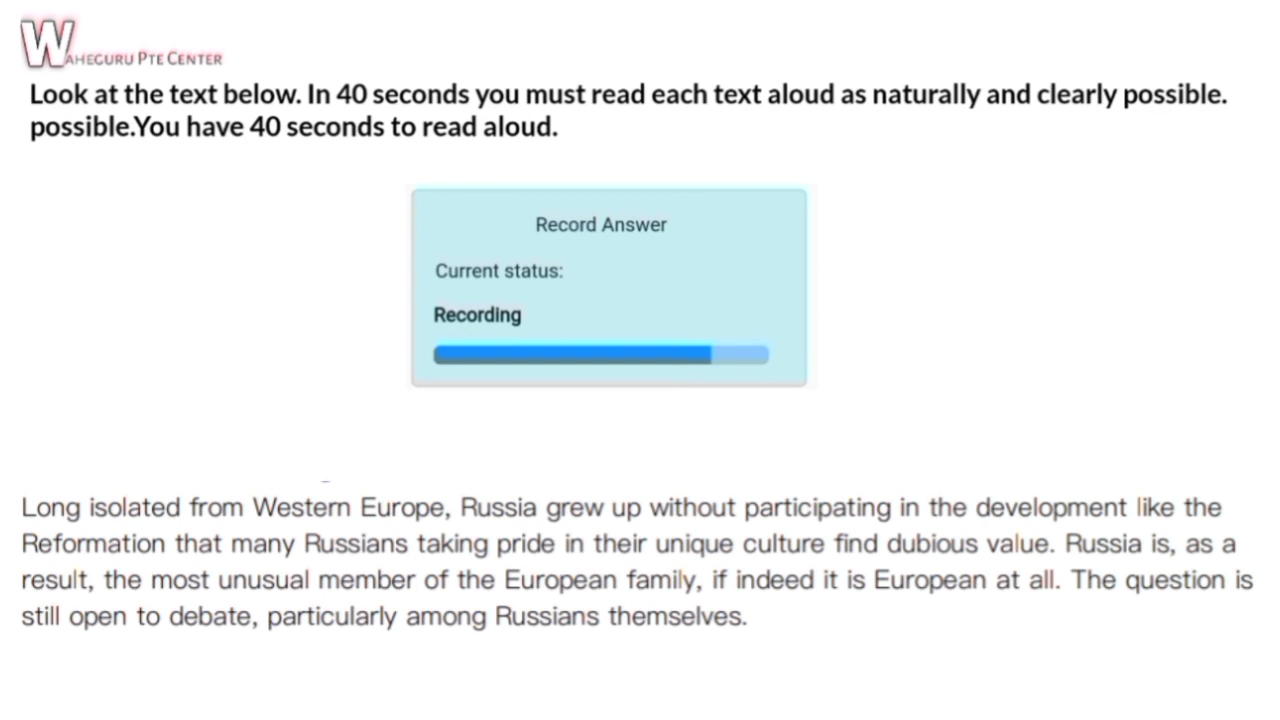 WAHEGURU PTE CENTER
Look at the text below. In 40 seconds you must read each text aloud as naturally and clearly possible.
possible.You have 40 seconds to read aloud.
Record Answer
Current status:
Recording
Long isolated from Western Europe, Russia grew up without participating in the development like the
Reformation that many Russians taking pride in their unique culture find dubious value. Russia is, as a
result, the most unusual member of the European family, if indeed it is European at all. The question is
still open to debate, particularly among Russians themselves.